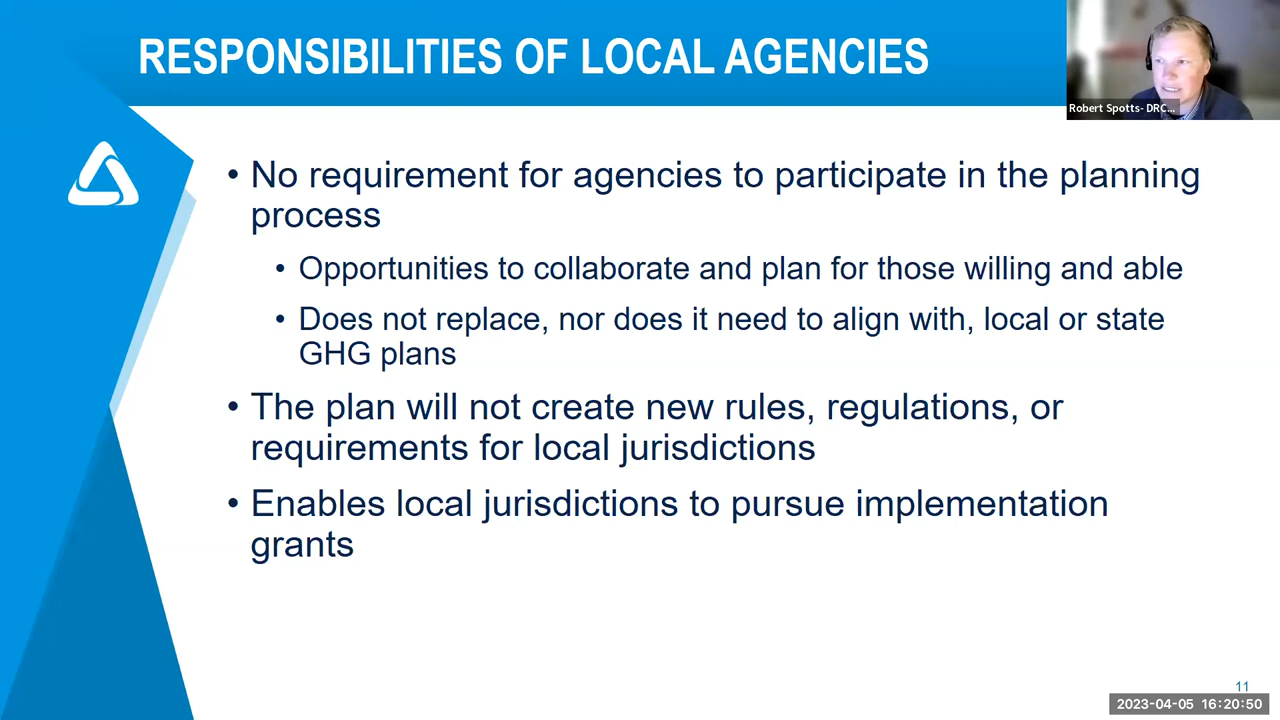 RESPONSIBILITIES OF LOCAL AGENCIES
Robert Spotts- DRC...
• No requirement for agencies to participate in the planning
process
• Opportunities to collaborate and plan for those willing and able
• Does not replace, nor does it need to align with, local or state
GHG plans
• The plan will not create new rules, regulations, or
requirements for local jurisdictions
• Enables local jurisdictions to pursue implementation
grants
11
2023-04-05 16:20:50